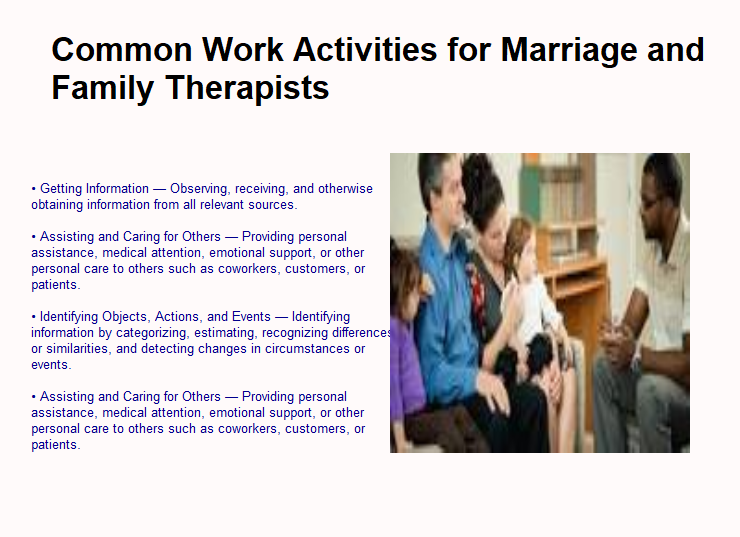 Common Work Activities for Marriage and
Family Therapists
• Getting Information — Observing, receiving, and otherwise
obtaining information from all relevant sources.
• Assisting and Caring for Others — Providing personal
assistance, medical attention, emotional support, or other
personal care to others such as coworkers, customers, or
patients.
• Identifying Objects, Actions, and Events — Identifying
information by categorizing, estimating, recognizing differences
or similarities, and detecting changes in circumstances or
events.
• Assisting and Caring for Others — Providing personal
assistance, medical attention, emotional support, or other
personal care to others such as coworkers, customers, or
patients.